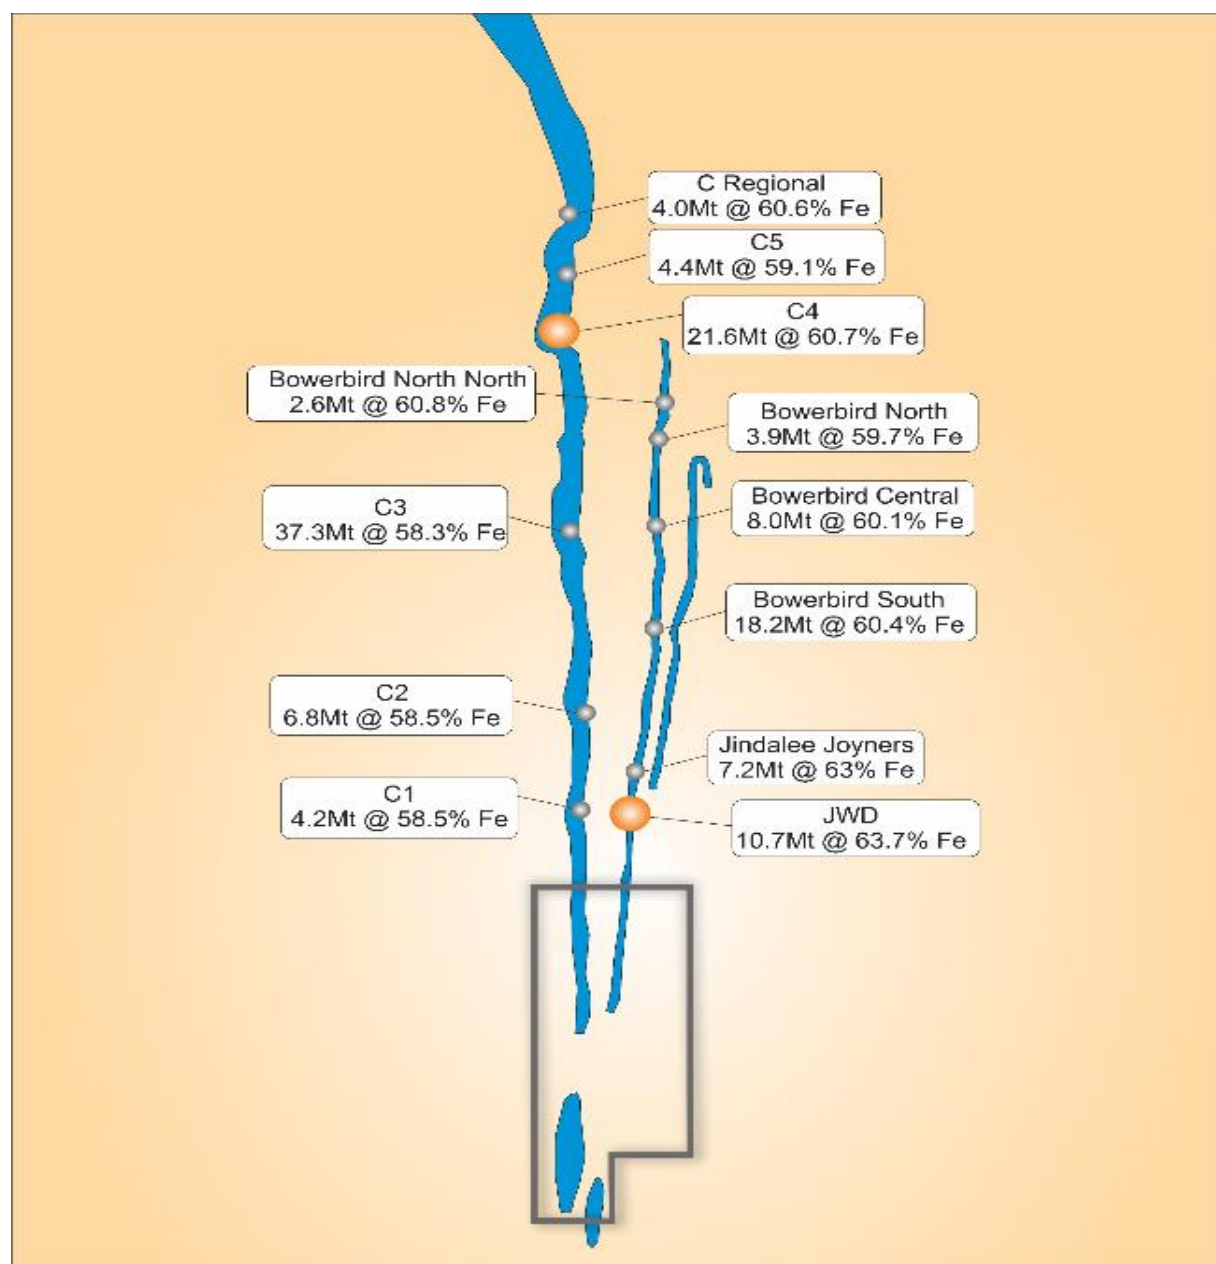 C Regional
4.0Mt @ 60.6% Fe
C5
4.4Mt @ 59.1% Fe
C4
21.6Mt @ 60.7% Fe
Bowerbird North North
2.6Mt @ 60.8% Fe
Bowerbird North
3.9Mt @ 59.7% Fe
C3
37.3Mt @ 58.3% Fe
Bowerbird Central
8.0Mt @ 60.1% Fe
Bowerbird South
18.2Mt @ 60.4% Fe
C2
6.8Mt @ 58.5% Fe
Jindalee Joyners
7.2Mt @ 63% Fe
C1
4.2Mt @ 58.5% Fe
JWD
10.7Mt @ 63.7% Fe